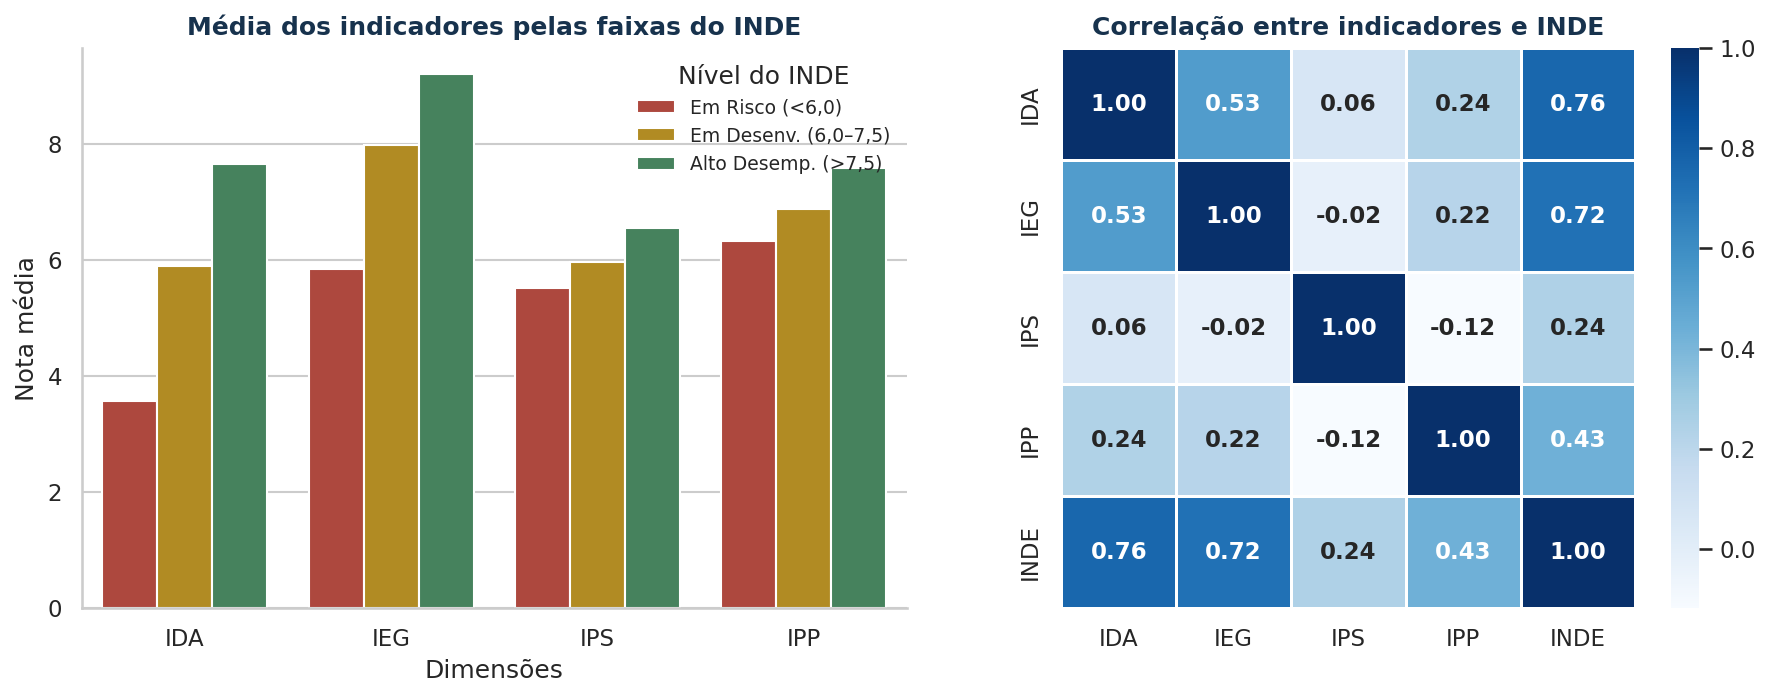 Média dos indicadores pelas faixas do INDE
Nível do INDE
Em Risco (<6,0)
Em Desenv. (6,0–7,5)
Alto Desemp. (>7,5)
Nota média
8
6
4
2
0
IDA IEG IPS IPP
Dimensões
Correlação entre indicadores e INDE
IDA 1.00 0.53 0.06 0.24 0.76
IEG 0.53 1.00 -0.02 0.22 0.72
IPS 0.06 -0.02 1.00 -0.12 0.24
IPP 0.24 0.22 -0.12 1.00 0.43
INDE 0.76 0.72 0.24 0.43 1.00
IDA IEG IPS IPP INDE
1.0
0.8
0.6
0.4
0.2
0.0